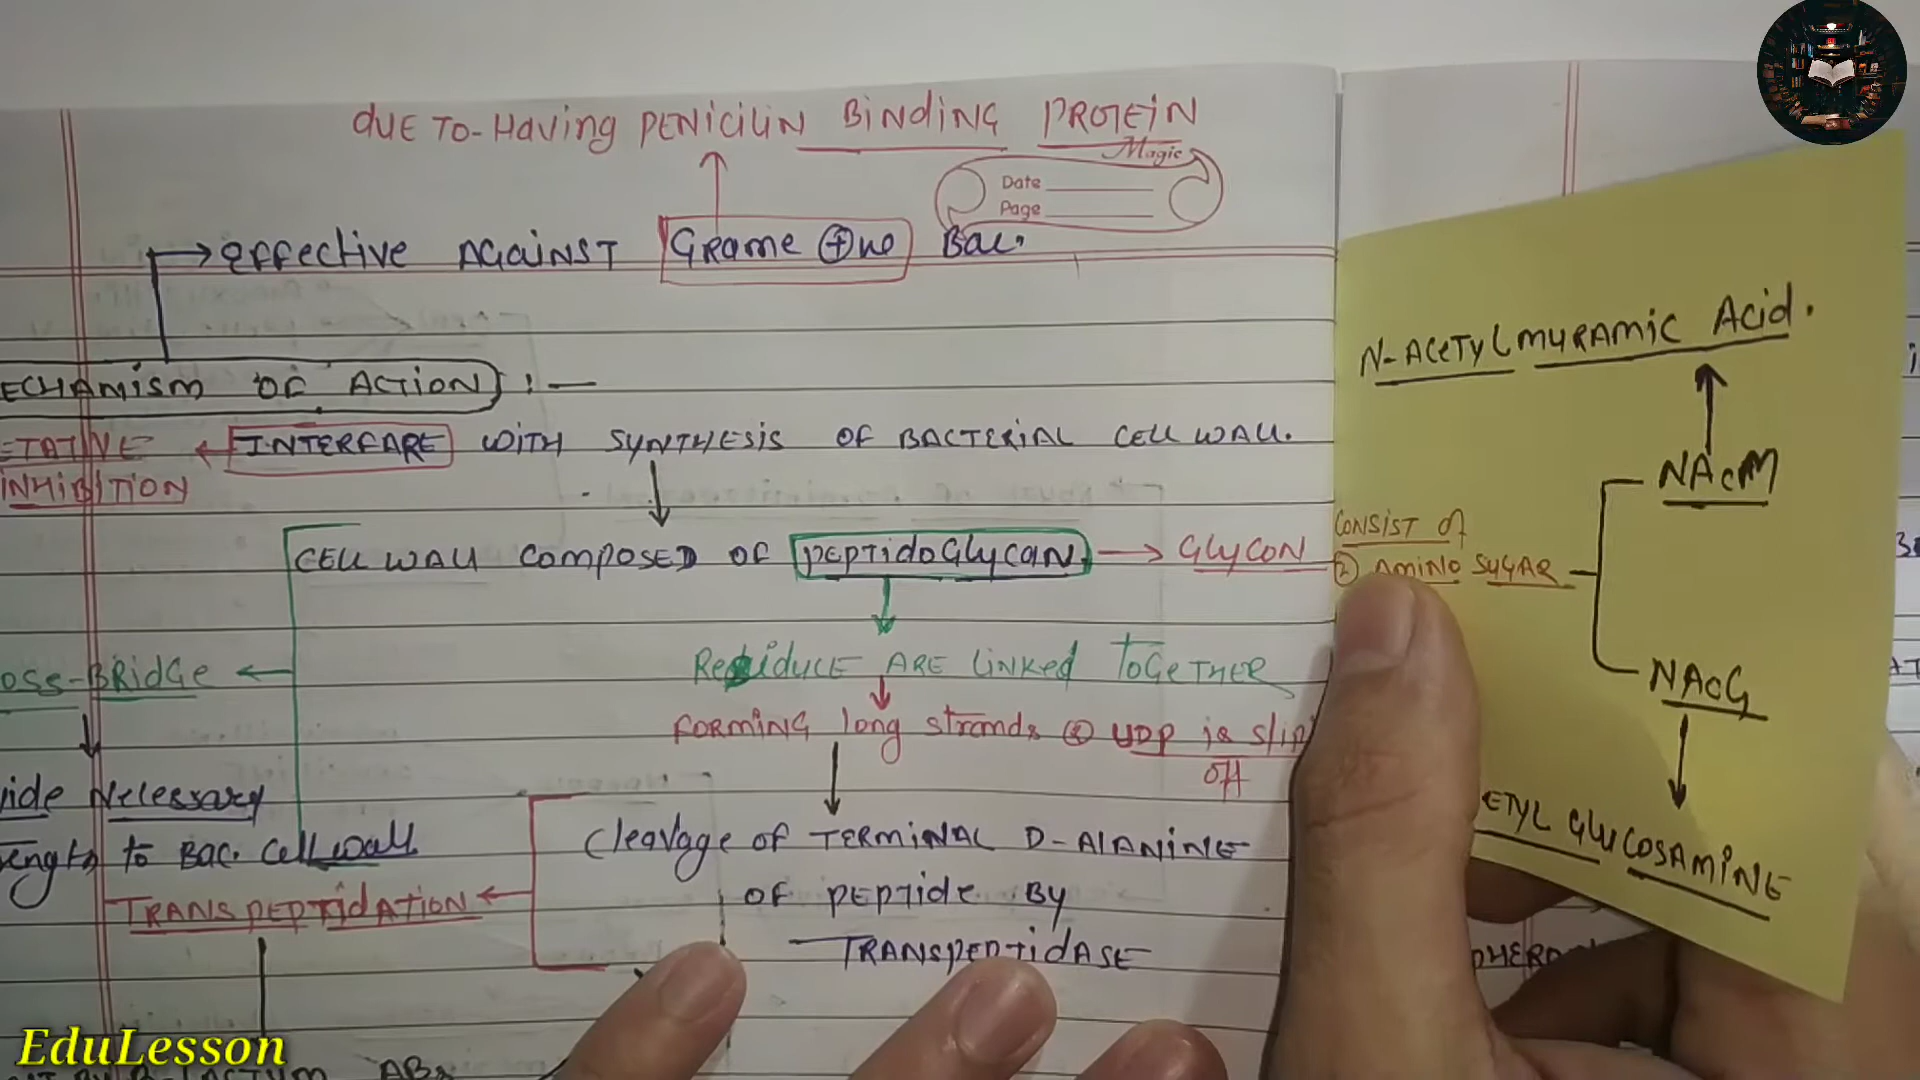 DUE TO-HAVING PENICILIN BINDING PROTEIN
Magic
Date
Page
EFFECTIVE AGAINST GRAME +ve BAC.
ECHANISM OF ACTION :—
ETATIVE ← INTERFARE WITH SYNTHESIS OF BACTERIAL CELL WALL.
INHIBITION
CELL WALL COMPOSED OF PEPTIDOGLYCAN → GLYCON
CONSIST OF
2 AMINO SUGAR
OSS-BRIDGE ←
RESIDUCE ARE LINKED TOGETHER
FORMING long strands & UDP is slip
off
ide Necessary
rength to BAC. Cell wall
Cleavage OF TERMINAL D-ALANINE
OF PEPTIDE BY
TRANSPEPTIDASE
TRANSPEPTIDATION ←
ABs
N-ACETYL MURAMIC ACID.
NAcM
NAcG
ETYL GLUCOSAMINE
EduLesson